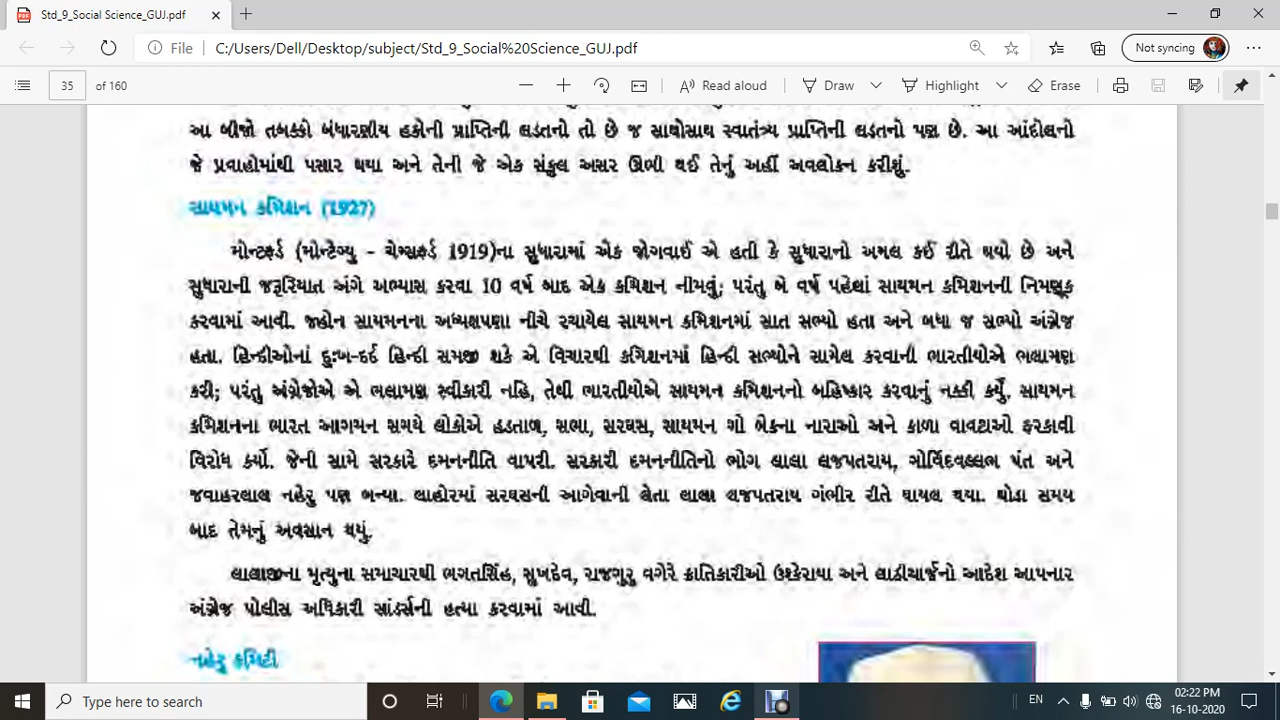 Std_9_Social Science_GUJ.pdf
File C:/Users/Dell/Desktop/subject/Std_9_Social%20Science_GUJ.pdf Not syncing
35 of 160 Read aloud Draw Highlight Erase
આ બીજો તબક્કો બંધારણીય હકોની પ્રાપ્તિની લડતનો તો છે જ સાથોસાથ સ્વાતંત્ર્ય પ્રાપ્તિની લડતનો પણ છે. આ આંદોલનો
જે પ્રવાહોમાંથી પસાર થયા અને તેની જે એક સંકુલ અસર ઊભી થઈ તેનું અહીં અવલોકન કરીશું.
સાયમન કમિશન (1927)
મોન્ટફર્ડ (મોન્ટેગ્યુ - ચેમ્સફર્ડ 1919)ના સુધારામાં એક જોગવાઈ એ હતી કે સુધારાનો અમલ કઈ રીતે થયો છે અને
સુધારાની જરૂરિયાત અંગે અભ્યાસ કરવા 10 વર્ષ બાદ એક કમિશન નીમવું; પરંતુ બે વર્ષ પહેલાં સાયમન કમિશનની નિમણૂક
કરવામાં આવી. જ્હોન સાયમનના અધ્યક્ષપણા નીચે રચાયેલ સાયમન કમિશનમાં સાત સભ્યો હતા અને બધા જ સભ્યો અંગ્રેજ
હતા. હિન્દીઓનાં દુઃખ-દર્દ હિન્દી સમજી શકે એ વિચારથી કમિશનમાં હિન્દી સભ્યોને સામેલ કરવાની ભારતીયોએ ભલામણ
કરી; પરંતુ અંગ્રેજોએ એ ભલામણ સ્વીકારી નહિ, તેથી ભારતીયોએ સાયમન કમિશનનો બહિષ્કાર કરવાનું નક્કી કર્યું. સાયમન
કમિશનના ભારત આગમન સમયે લોકોએ હડતાળ, સભા, સરઘસ, સાયમન ગો બેકના નારાઓ અને કાળા વાવટાઓ ફરકાવી
વિરોધ કર્યો. જેની સામે સરકારે દમનનીતિ વાપરી. સરકારી દમનનીતિનો ભોગ લાલા લજપતરાય, ગોવિંદવલ્લભ પંત અને
જવાહરલાલ નહેરુ પણ બન્યા. લાહોરમાં સરઘસની આગેવાની લેતા લાલા લજપતરાય ગંભીર રીતે ઘાયલ થયા. થોડા સમય
બાદ તેમનું અવસાન થયું.
લાલાજીના મૃત્યુના સમાચારથી ભગતસિંહ, સુખદેવ, રાજગુરુ વગેરે ક્રાંતિકારીઓ ઉશ્કેરાયા અને લાઠીચાર્જનો આદેશ આપનાર
અંગ્રેજ પોલીસ અધિકારી સાંડર્સની હત્યા કરવામાં આવી.
નહેરુ કમિટી
Type here to search EN 02:22 PM
16-10-2020